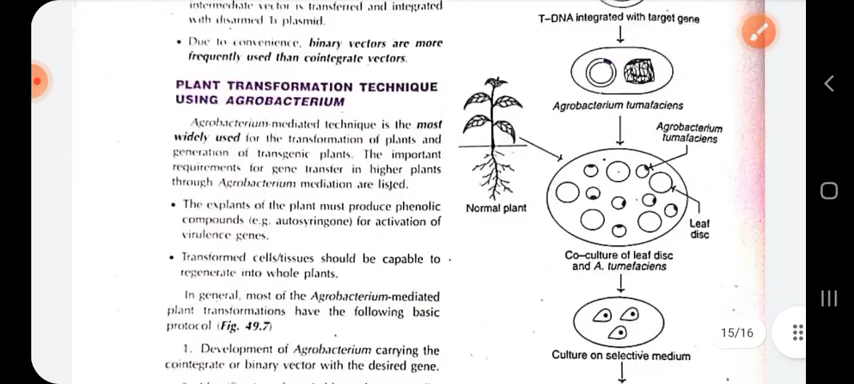 intermediate vector is transferred and integrated
with disarmed Ti plasmid.
• Due to convenience, binary vectors are more
frequently used than cointegrate vectors.
PLANT TRANSFORMATION TECHNIQUE
USING AGROBACTERIUM
Agrobacterium-mediated technique is the most
widely used for the transformation of plants and
generation of transgenic plants. The important
requirements for gene transfer in higher plants
through Agrobacterium mediation are listed.
• The explants of the plant must produce phenolic
compounds (e.g. autosyringone) for activation of
virulence genes.
• Transformed cells/tissues should be capable to
regenerate into whole plants.
In general, most of the Agrobacterium-mediated
plant transformations have the following basic
protocol (Fig. 49.7)
1. Development of Agrobacterium carrying the
cointegrate or binary vector with the desired gene.
T-DNA integrated with target gene
Agrobacterium tumafaciens
Agrobacterium
tumafaciens
Normal plant
Leaf
disc
Co-culture of leaf disc
and A. tumefaciens
Culture on selective medium
15/16